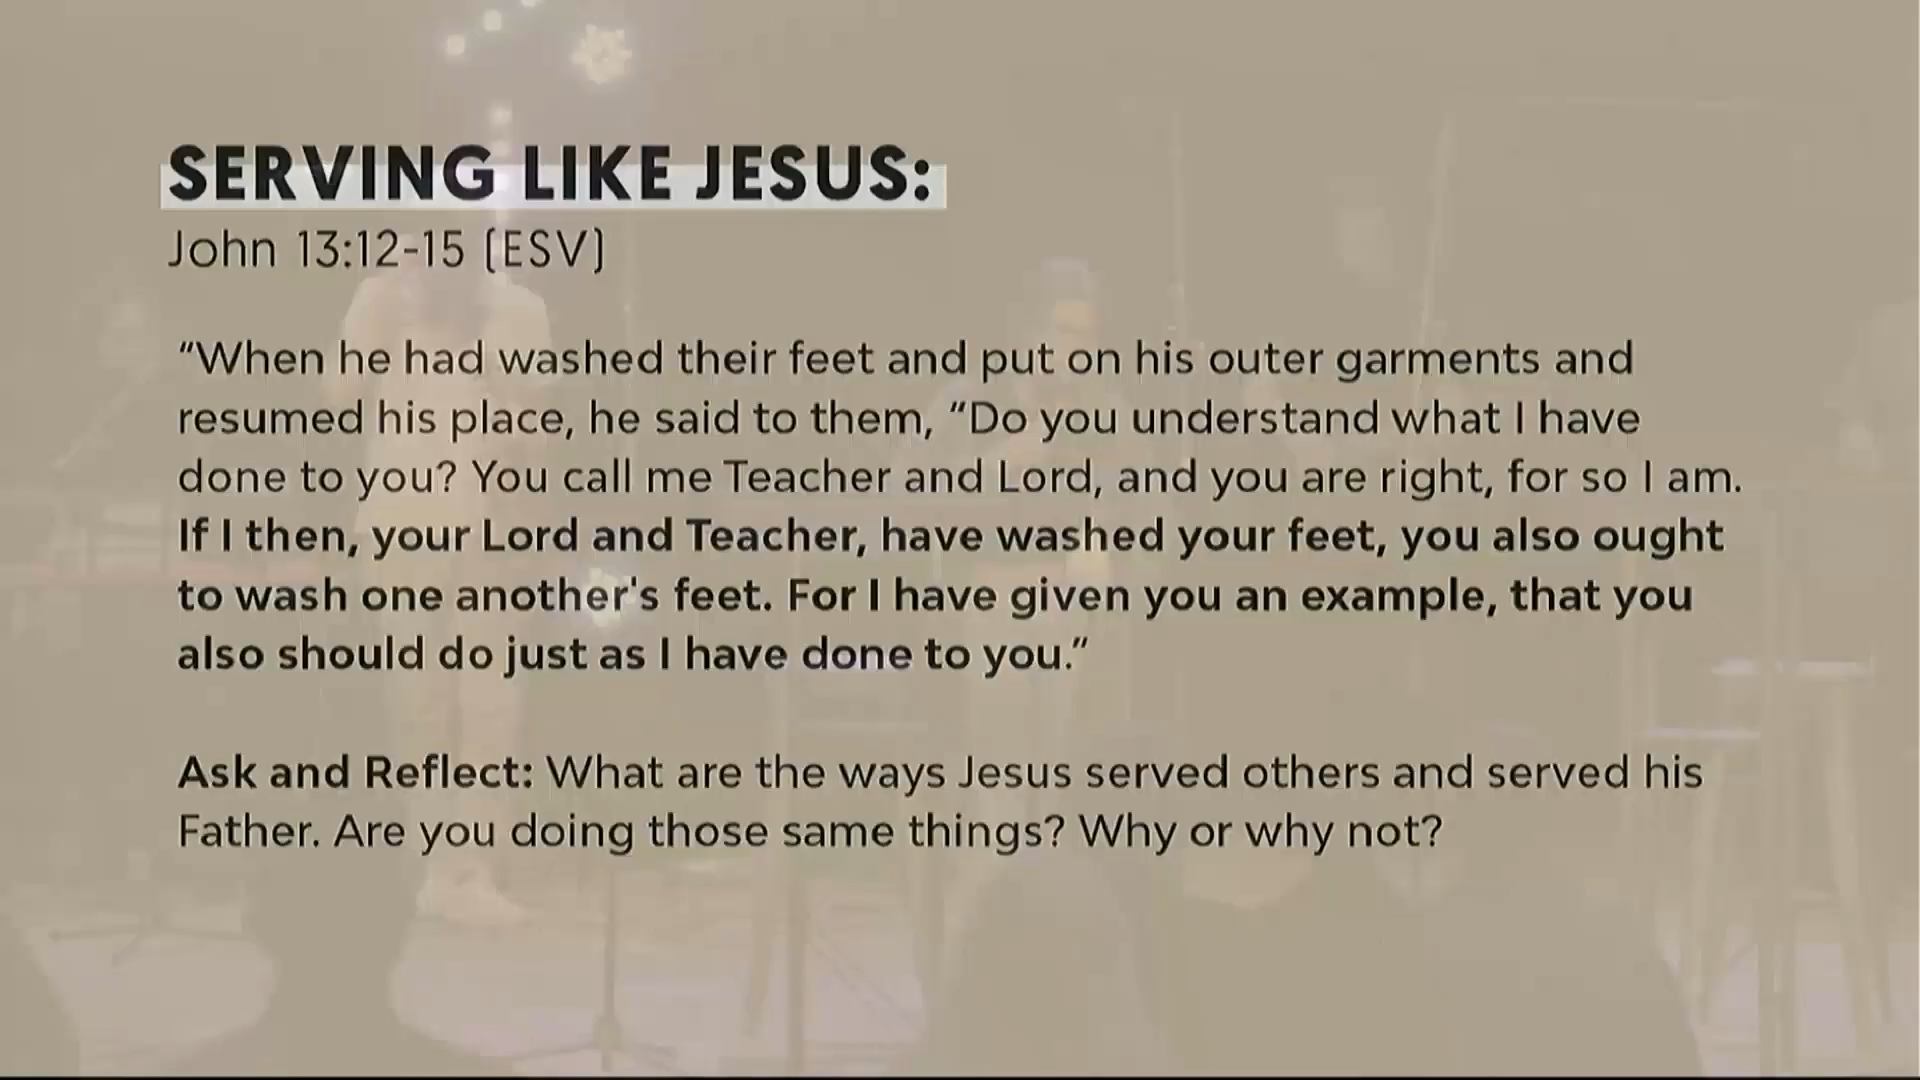 SERVING LIKE JESUS:
John 13:12-15 (ESV)
“When he had washed their feet and put on his outer garments and
resumed his place, he said to them, “Do you understand what I have
done to you? You call me Teacher and Lord, and you are right, for so I am.
If I then, your Lord and Teacher, have washed your feet, you also ought
to wash one another's feet. For I have given you an example, that you
also should do just as I have done to you.”
Ask and Reflect: What are the ways Jesus served others and served his
Father. Are you doing those same things? Why or why not?